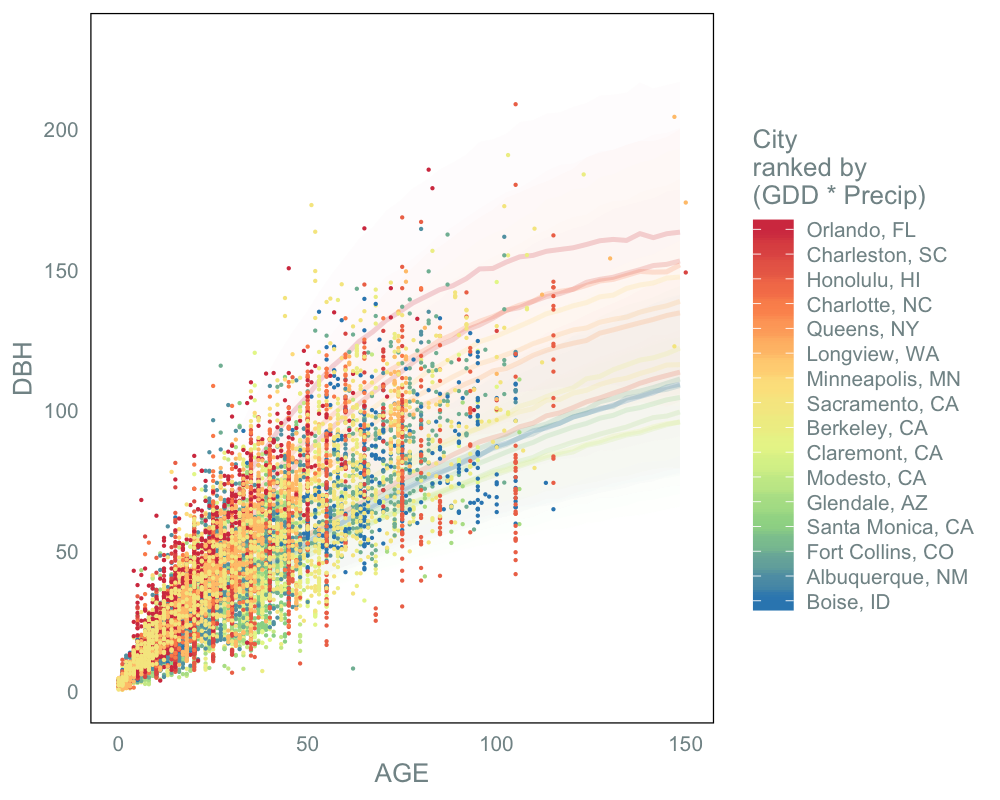 DBH
200
150
100
50
0
0 50 100 150
AGE
City
ranked by
(GDD * Precip)
Orlando, FL
Charleston, SC
Honolulu, HI
Charlotte, NC
Queens, NY
Longview, WA
Minneapolis, MN
Sacramento, CA
Berkeley, CA
Claremont, CA
Modesto, CA
Glendale, AZ
Santa Monica, CA
Fort Collins, CO
Albuquerque, NM
Boise, ID